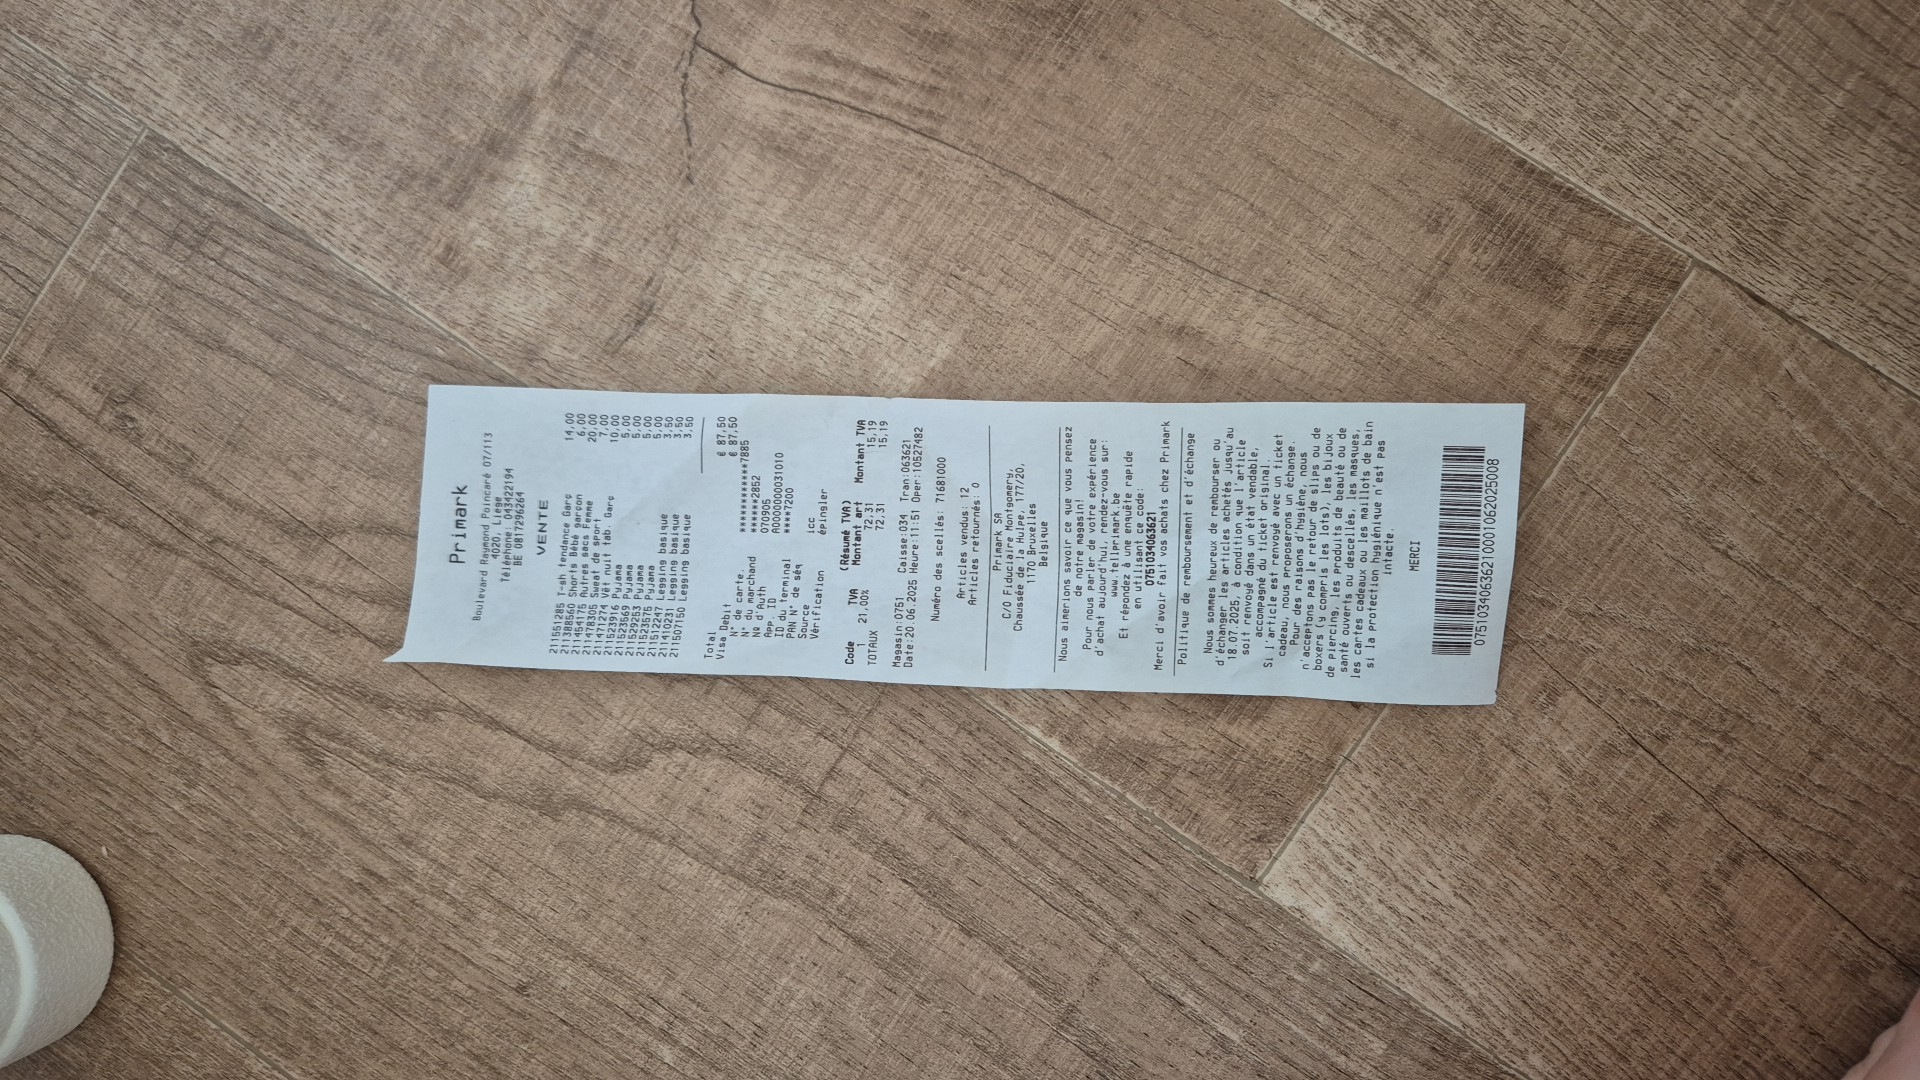 Primark
Boulevard Raymond Poincaré 07/113
4020, Liege
Téléphone: 043422194
BE 0817296264
VENTE
211551285 T-sh tendance Garç 14,00
211388560 Shorts Bébé garçon 6,00
211454175 Autres sacs Femme 20,00
211478305 Sweat de sport 7,00
211471274 Vêt nuit tab. Garç 10,00
211523916 Pyjama 5,00
211523569 Pyjama 5,00
211529253 Pyjama 5,00
211523575 Pyjama 5,00
211512247 Legging basique 3,50
211410231 Legging basique 3,50
211507150 Legging basique 3,50
Total € 87,50
Visa Debit € 87,50
N° de carte. ***************7885
N° du marchand ******2852
Nº d'Auth 070905
App. ID A0000000031010
ID du terminal ****7200
PAN N° de séq
Source icc
Vérification épingler
(Résumé TVA)
Code TVA Montant art Montant TVA
1 21,00% 72,31 15,19
TOTAUX 72,31 15,19
Magasin:0751 Caisse:034 Tran:063621
Date:20.06.2025 Heure:11:51 Oper:10527482
Numéro des scellés: 71681000
Articles vendus: 12
Articles retournés: 0
Primark SA
C/O Fiduciaire Montgomery,
Chaussée de la Hulpe, 177/20,
1170 Bruxelles
Belgique
Nous aimerions savoir ce que vous pensez
de notre magasin!
Pour nous parler de votre expérience
d'achat aujourd'hui, rendez-vous sur:
www.tellprimark.be
Et répondez à une enquête rapide
en utilisant ce code:
0751034063621
Merci d'avoir fait vos achats chez Primark
Politique de remboursement et d'échange
Nous sommes heureux de rembourser ou
d'échanger les articles achetés jusqu'au
18.07.2025, à condition que l'article
soit renvoyé dans un état vendable,
accompagné du ticket original.
Si l'article est renvoyé avec un ticket
cadeau, nous proposerons un échange.
Pour des raisons d'hygiène, nous
n'acceptons pas le retour de slips ou de
boxers (y compris les lots), les bijoux
de piercing, les produits de beauté ou de
santé ouverts ou descellés, les masques,
les cartes cadeaux ou les maillots de bain
si la protection hygiénique n'est pas
intacte.
MERCI
07510340636210001062025008